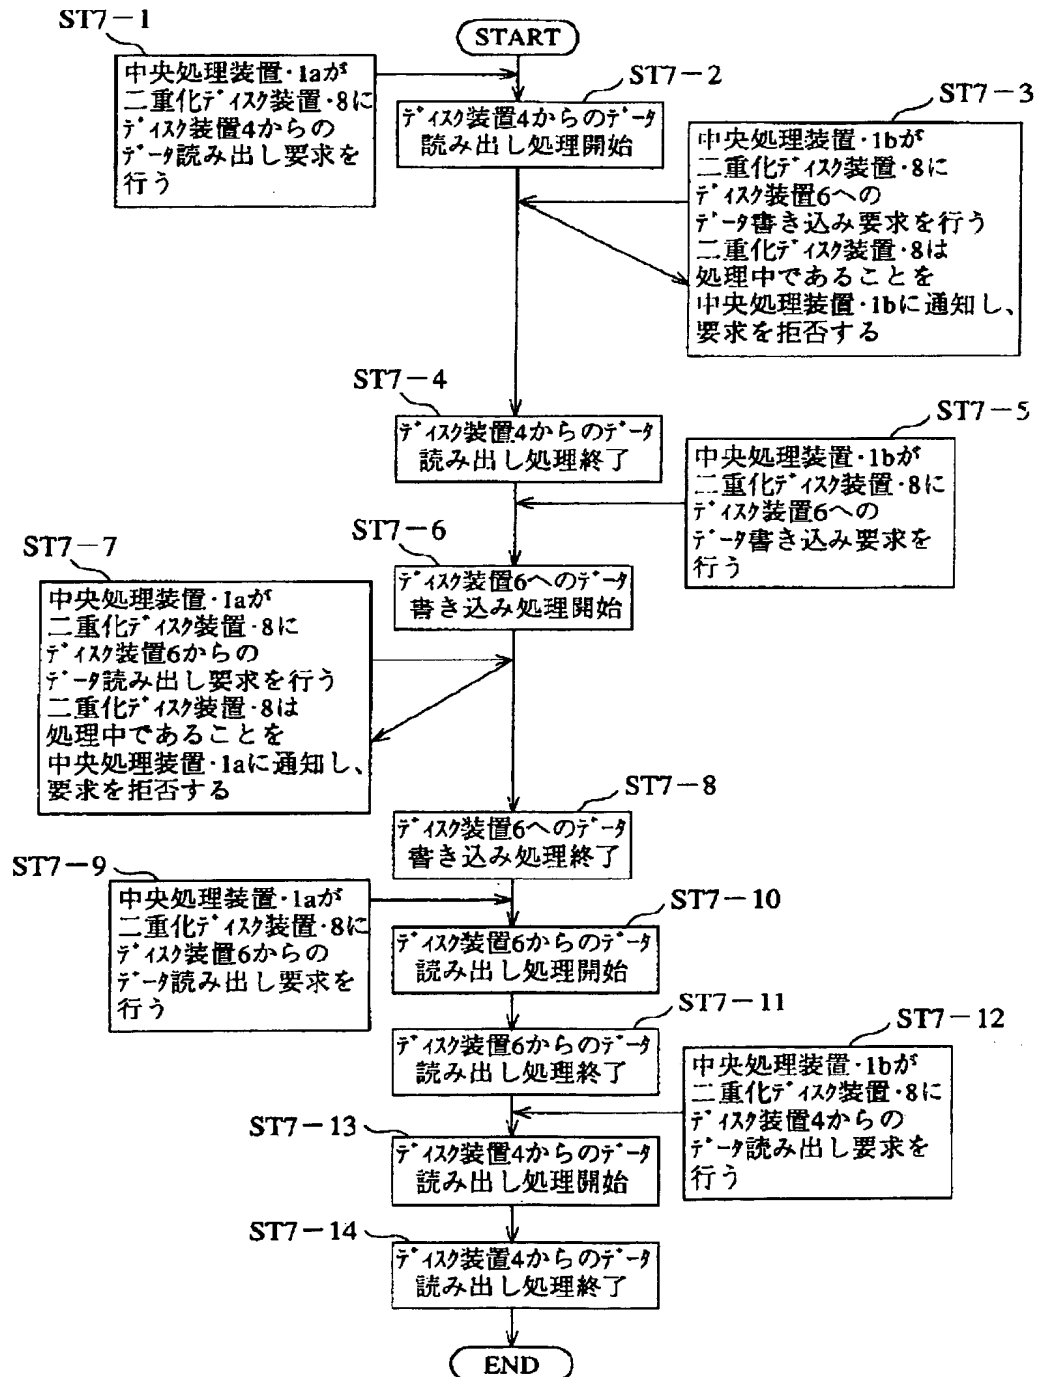 ST7-1
START
中央処理装置・1aが
二重化ディスク装置・8に
ディスク装置4からの
データ読み出し要求を
行う
ST7-2
ディスク装置4からのデータ
読み出し処理開始
ST7-3
中央処理装置・1bが
二重化ディスク装置・8に
ディスク装置6への
データ書き込み要求を行う
二重化ディスク装置・8は
処理中であることを
中央処理装置・1bに通知し、
要求を拒否する
ST7-4
ディスク装置4からのデータ
読み出し処理終了
ST7-5
中央処理装置・1bが
二重化ディスク装置・8に
ディスク装置6への
データ書き込み要求を
行う
ST7-6
ディスク装置6へのデータ
書き込み処理開始
ST7-7
中央処理装置・1aが
二重化ディスク装置・8に
ディスク装置6からの
データ読み出し要求を行う
二重化ディスク装置・8は
処理中であることを
中央処理装置・1aに通知し、
要求を拒否する
ST7-8
ディスク装置6へのデータ
書き込み処理終了
ST7-9
中央処理装置・1aが
二重化ディスク装置・8に
ディスク装置6からの
データ読み出し要求を
行う
ST7-10
ディスク装置6からのデータ
読み出し処理開始
ST7-11
ディスク装置6からのデータ
読み出し処理終了
ST7-12
中央処理装置・1bが
二重化ディスク装置・8に
ディスク装置4からの
データ読み出し要求を
行う
ST7-13
ディスク装置4からのデータ
読み出し処理開始
ST7-14
ディスク装置4からのデータ
読み出し処理終了
END